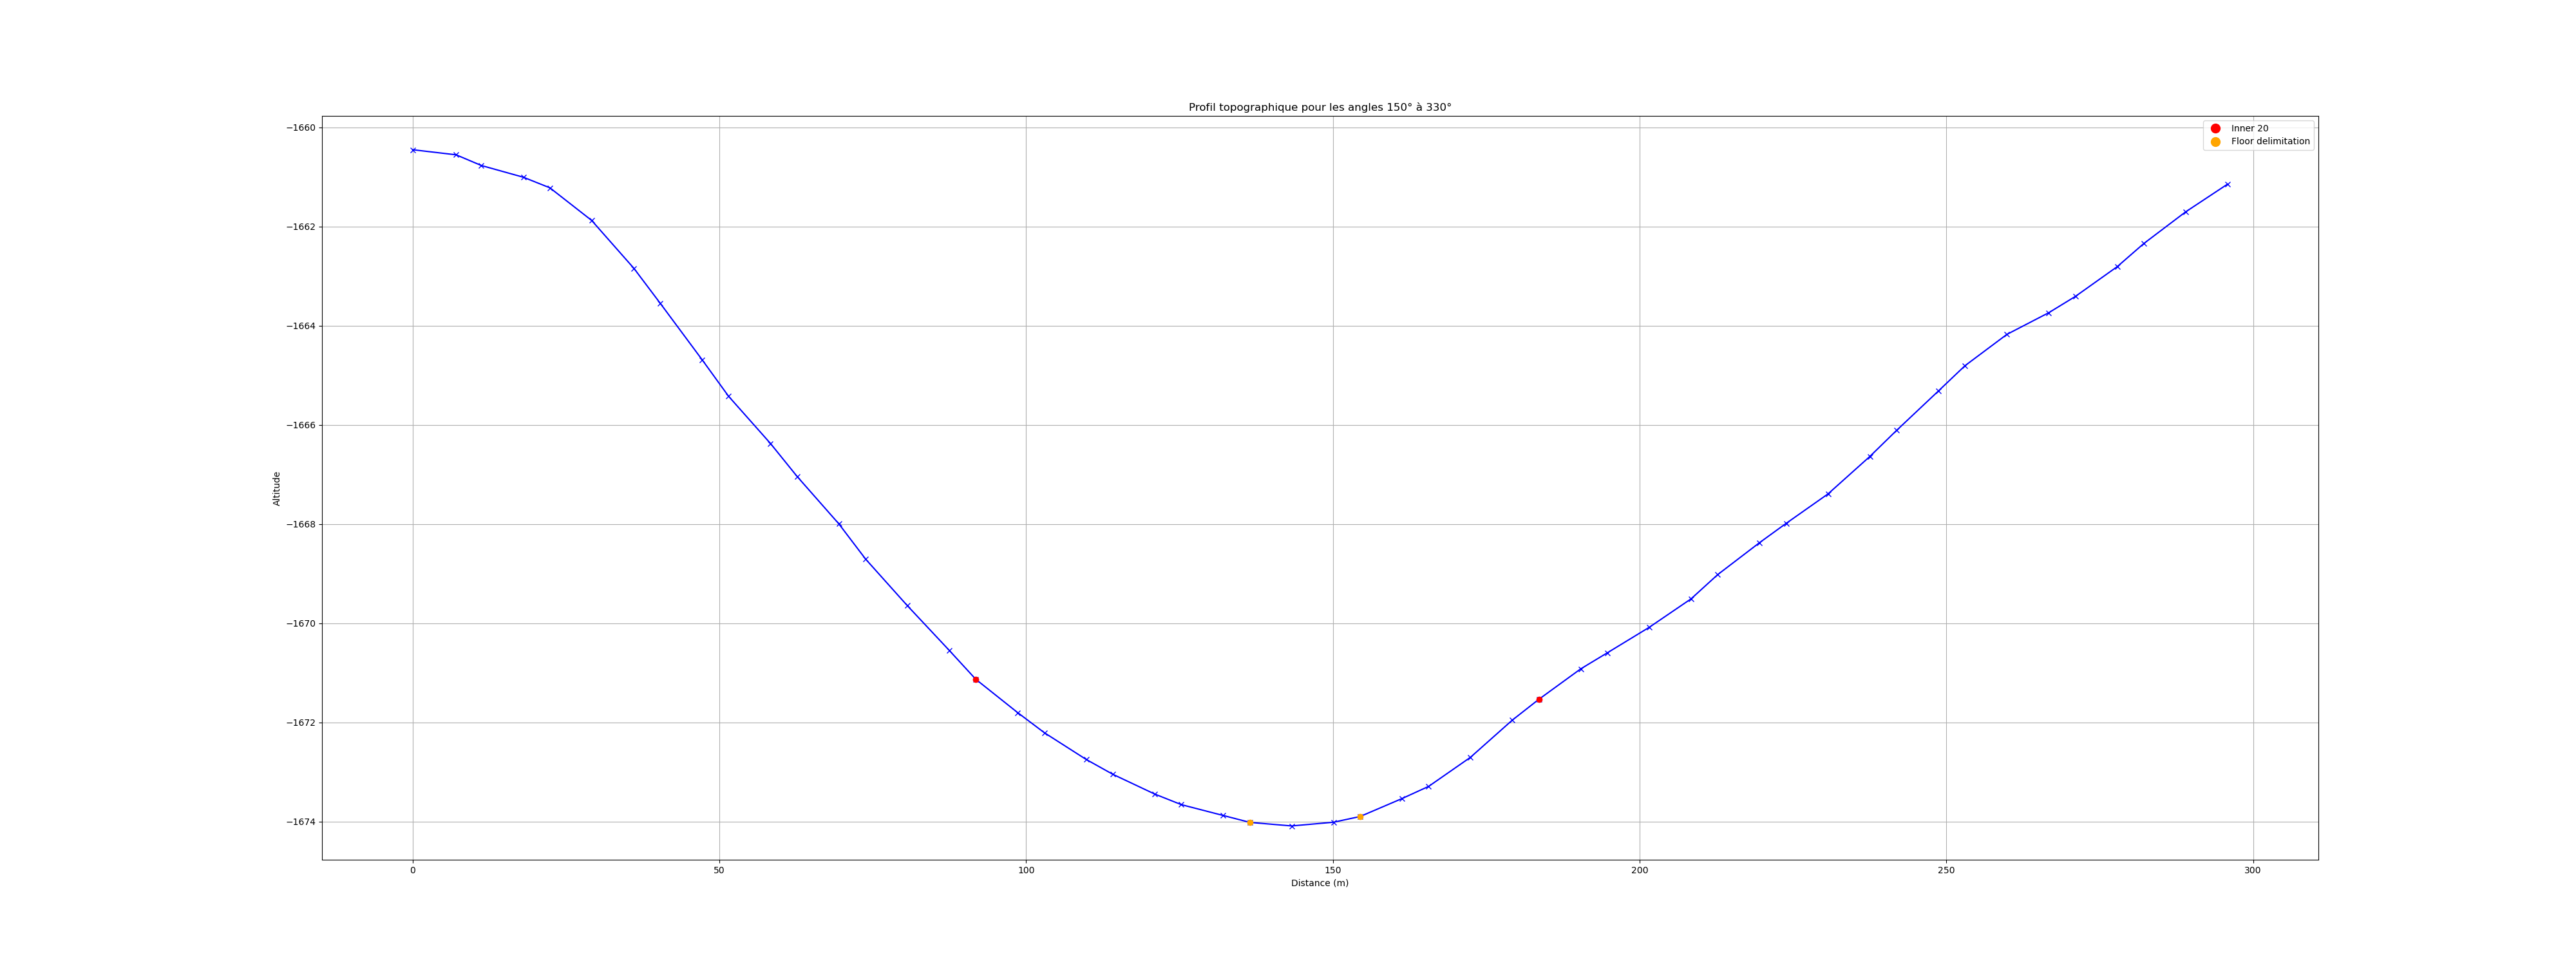 Profil topographique pour les angles 150° à 330°
Inner 20
Floor delimitation
Altitude
−1660
−1662
−1664
−1666
−1668
−1670
−1672
−1674
0 50 100 150 200 250 300
Distance (m)